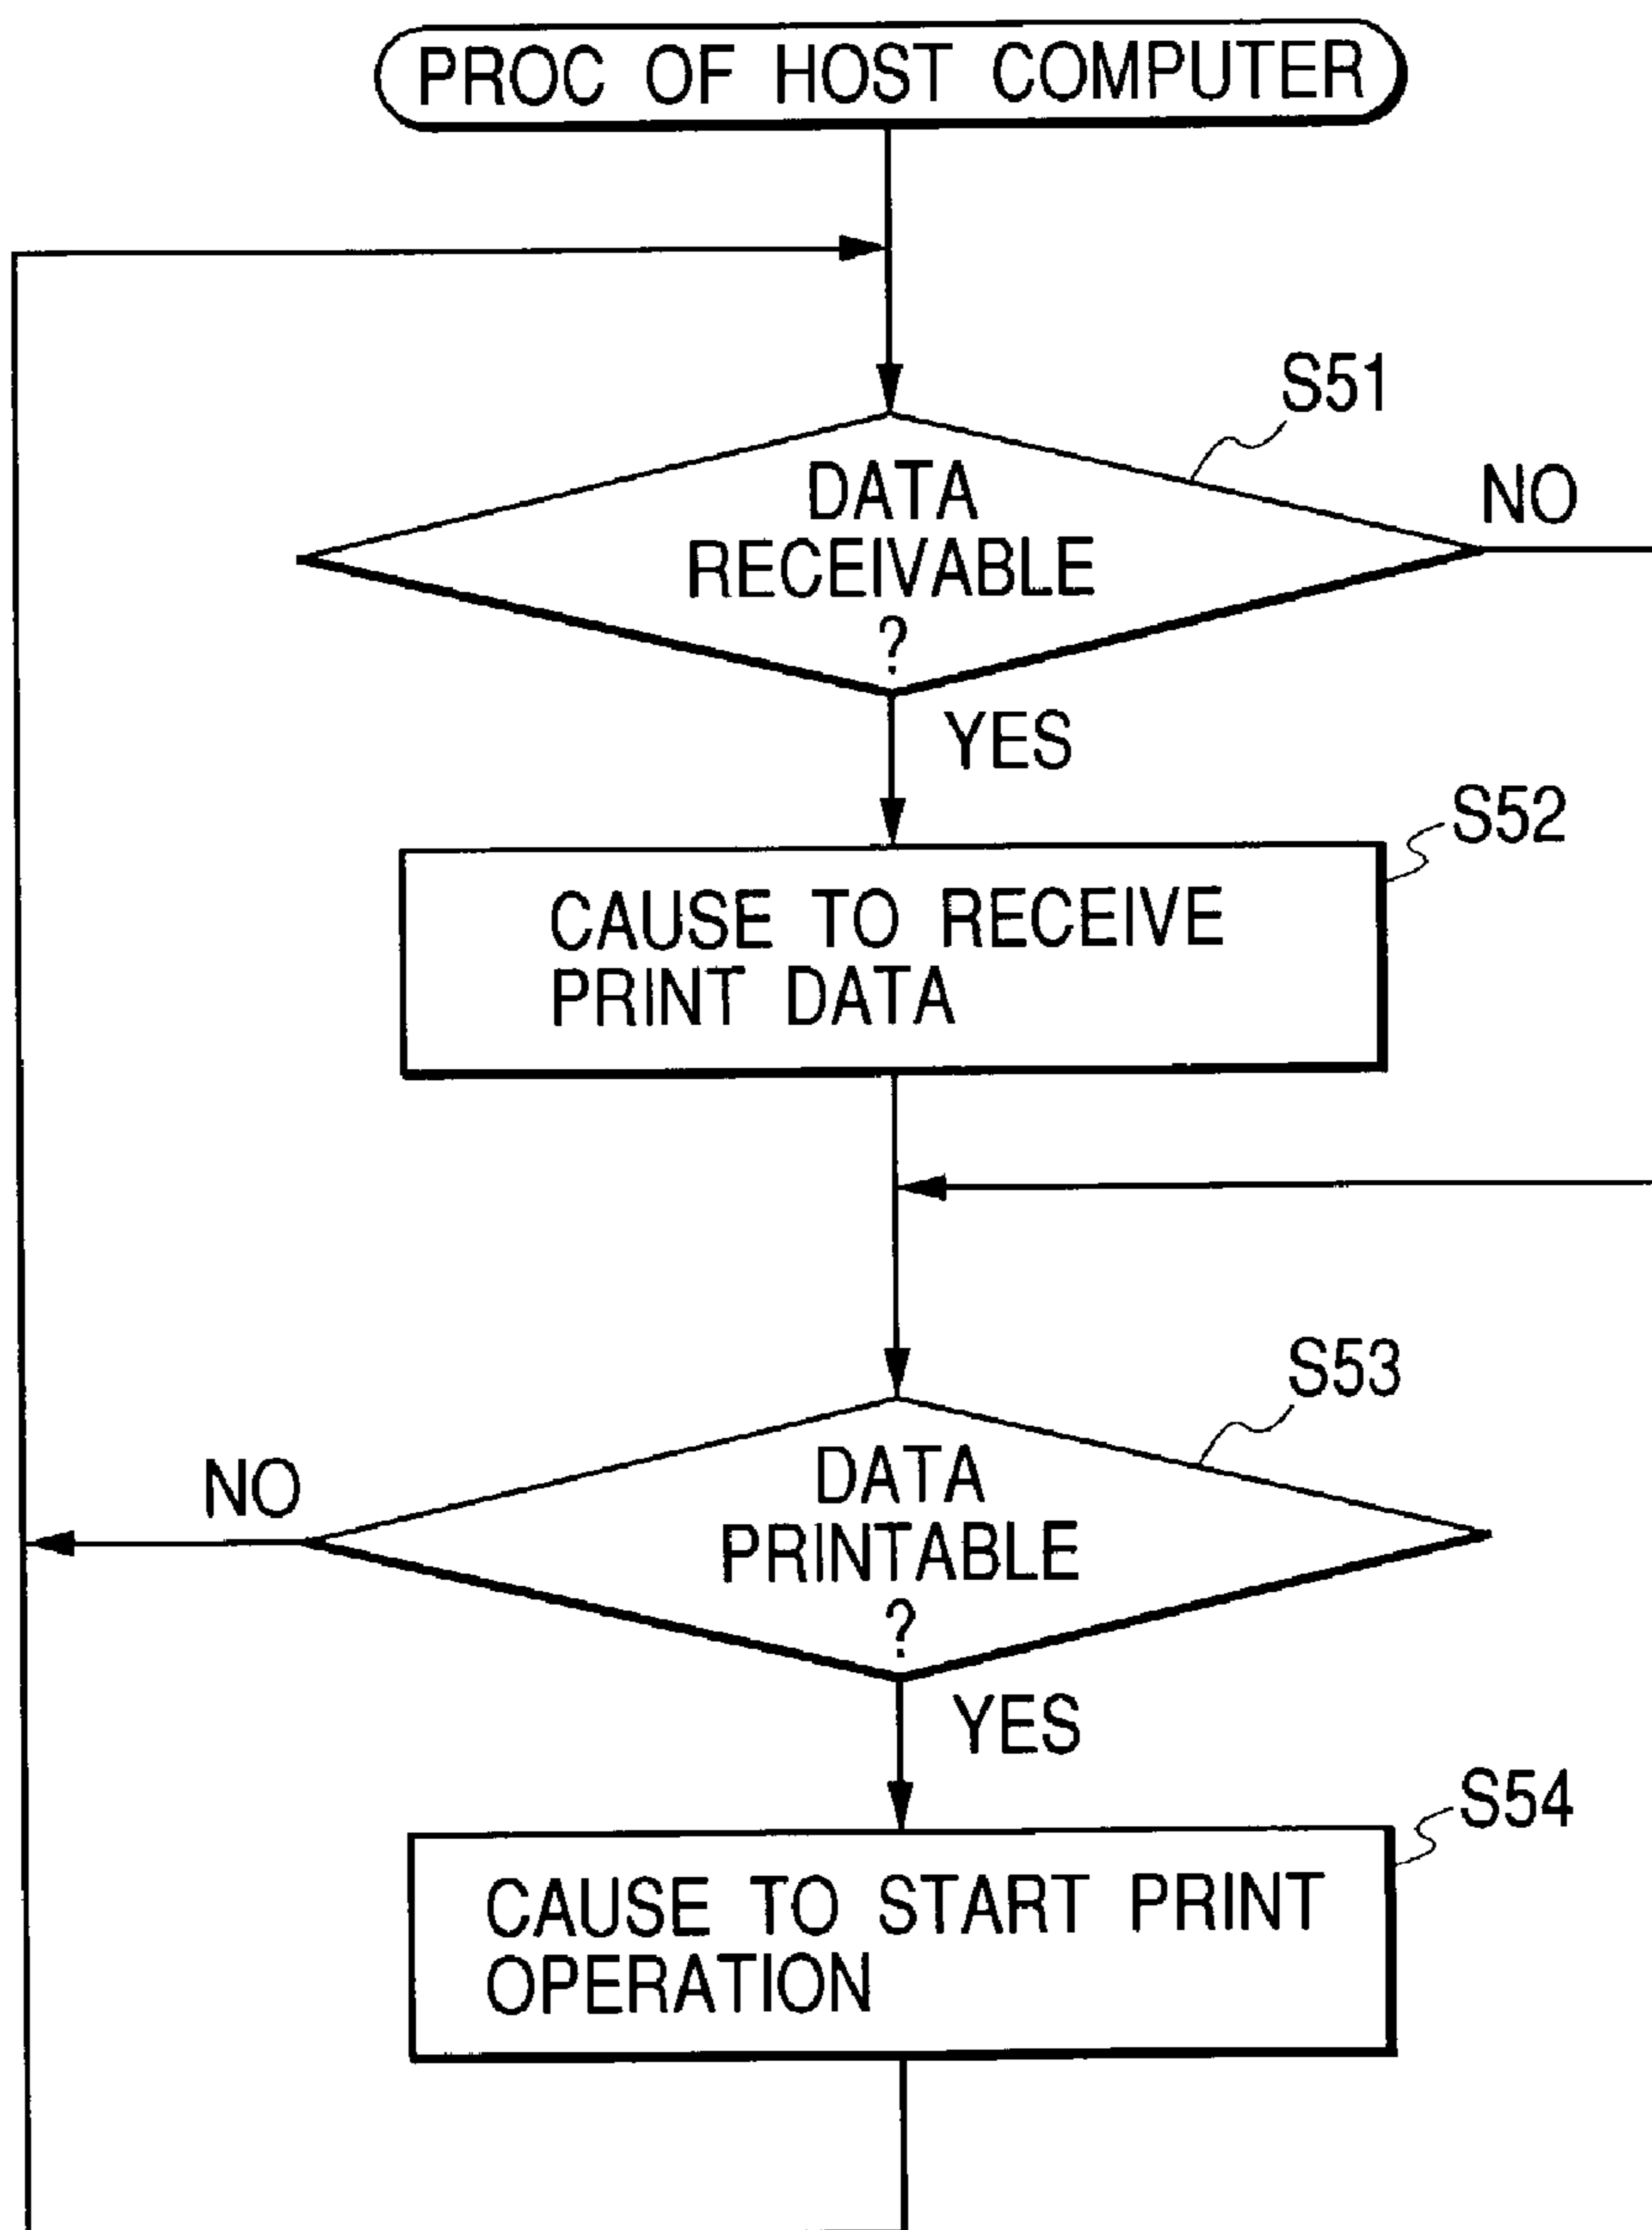 PROC OF HOST COMPUTER
S51
DATA
RECEIVABLE
?
NO
YES
S52
CAUSE TO RECEIVE
PRINT DATA
S53
NO
DATA
PRINTABLE
?
YES
S54
CAUSE TO START PRINT
OPERATION